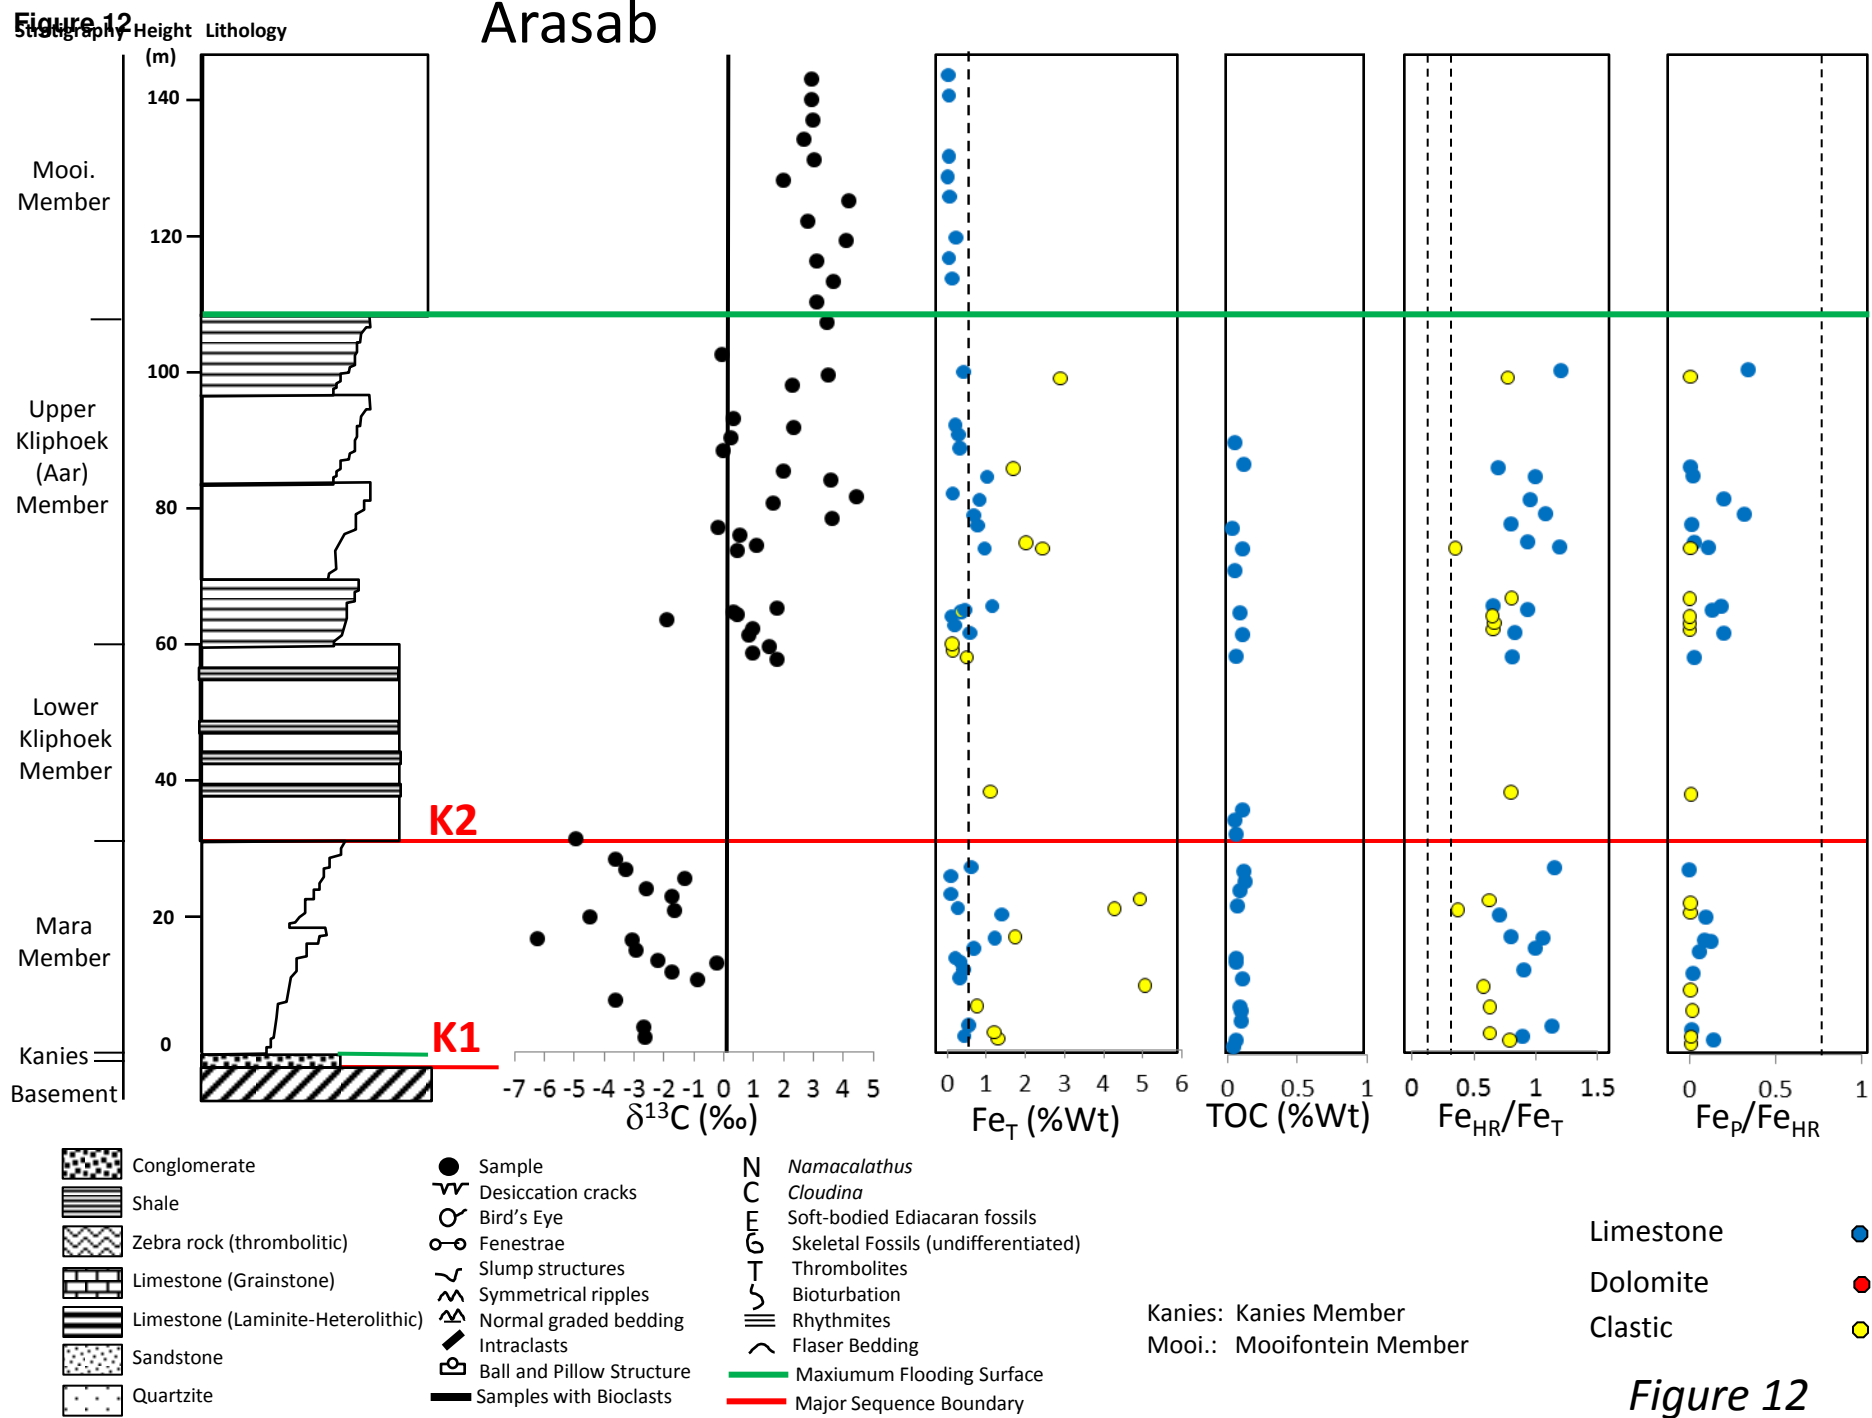 Figure 12
Arasab
Stratigraphy Height Lithology
(m)
140
120
100
80
60
40
20
0
Mooi.
Member
Upper
Kliphoek
(Aar)
Member
Lower
Kliphoek
Member
Mara
Member
Kanies
Basement
K2
K1
-7 -6 -5 -4 -3 -2 -1 0 1 2 3 4 5
δ¹³C (‰)
0 1 2 3 4 5 6
Fe_T (%Wt)
0 0.5 1
TOC (%Wt)
0 0.5 1 1.5
Fe_HR/Fe_T
0 0.5 1
Fe_P/Fe_HR
Conglomerate
Shale
Zebra rock (thrombolitic)
Limestone (Grainstone)
Limestone (Laminite-Heterolithic)
Sandstone
Quartzite
Sample
Desiccation cracks
Bird's Eye
Fenestrae
Slump structures
Symmetrical ripples
Normal graded bedding
Intraclasts
Ball and Pillow Structure
Samples with Bioclasts
N Namacalathus
C Cloudina
E Soft-bodied Ediacaran fossils
Skeletal Fossils (undifferentiated)
T Thrombolites
Bioturbation
Rhythmites
Flaser Bedding
Maxiumum Flooding Surface
Major Sequence Boundary
Kanies: Kanies Member
Mooi.: Mooifontein Member
Limestone
Dolomite
Clastic
Figure 12